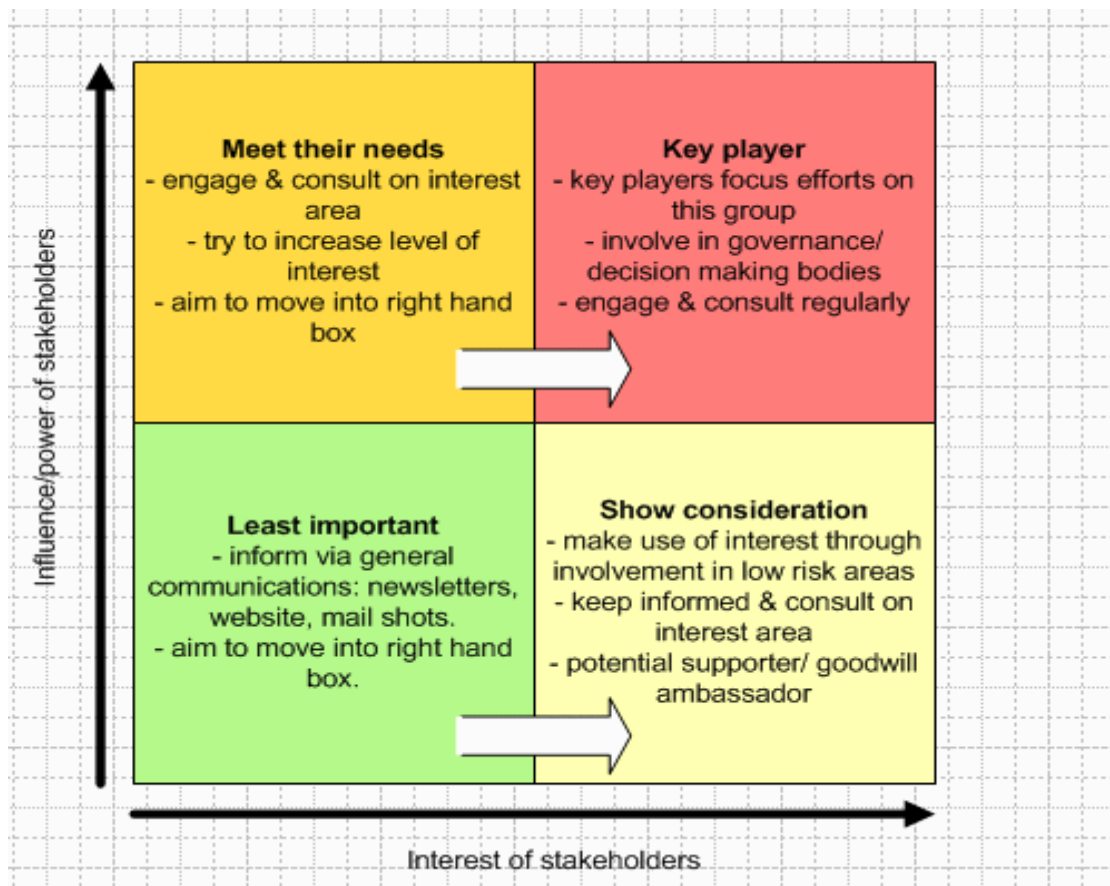 Meet their needs
- engage & consult on interest
area
- try to increase level of
interest
- aim to move into right hand
box
Key player
- key players focus efforts on
this group
- involve in governance/
decision making bodies
- engage & consult regularly
Influence/power of stakeholders
Least important
- inform via general
communications: newsletters,
website, mail shots.
- aim to move into right hand
box.
Show consideration
- make use of interest through
involvement in low risk areas
- keep informed & consult on
interest area
- potential supporter/ goodwill
ambassador
Interest of stakeholders